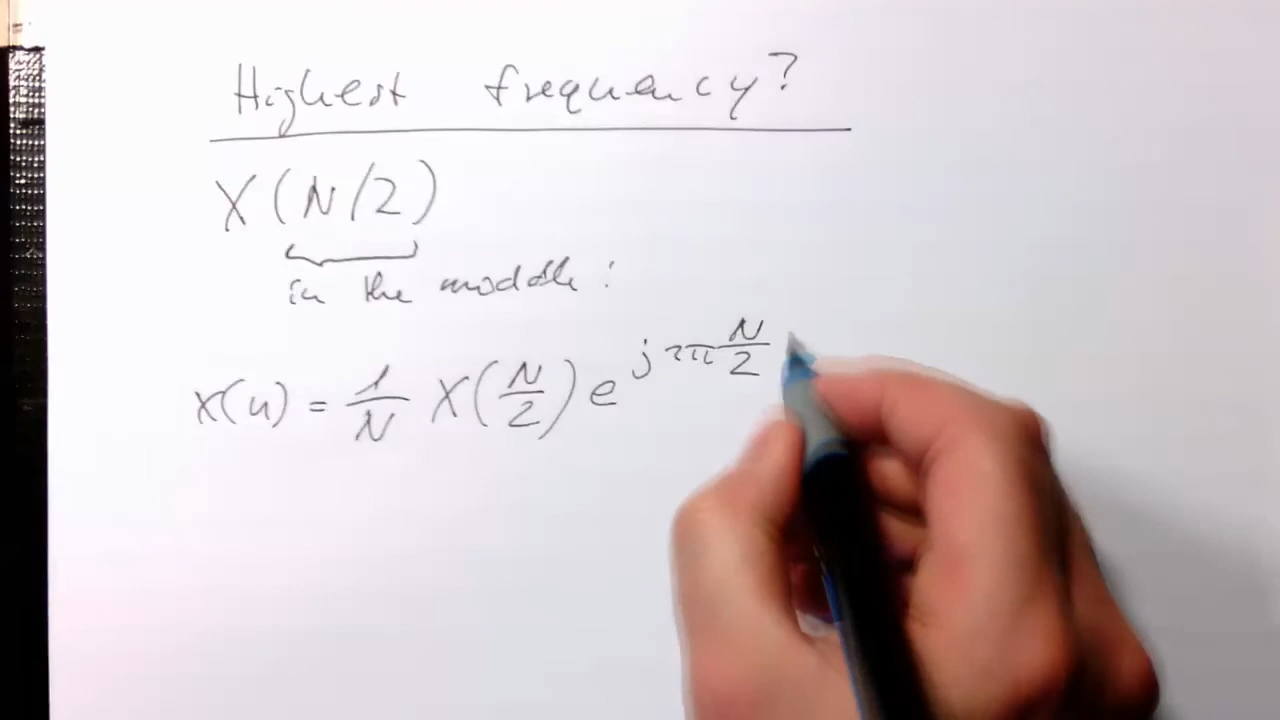 Highest frequency?
X(N/2)
in the middle:
x(n) = 1/N X(N/2) e^{j2π N/2